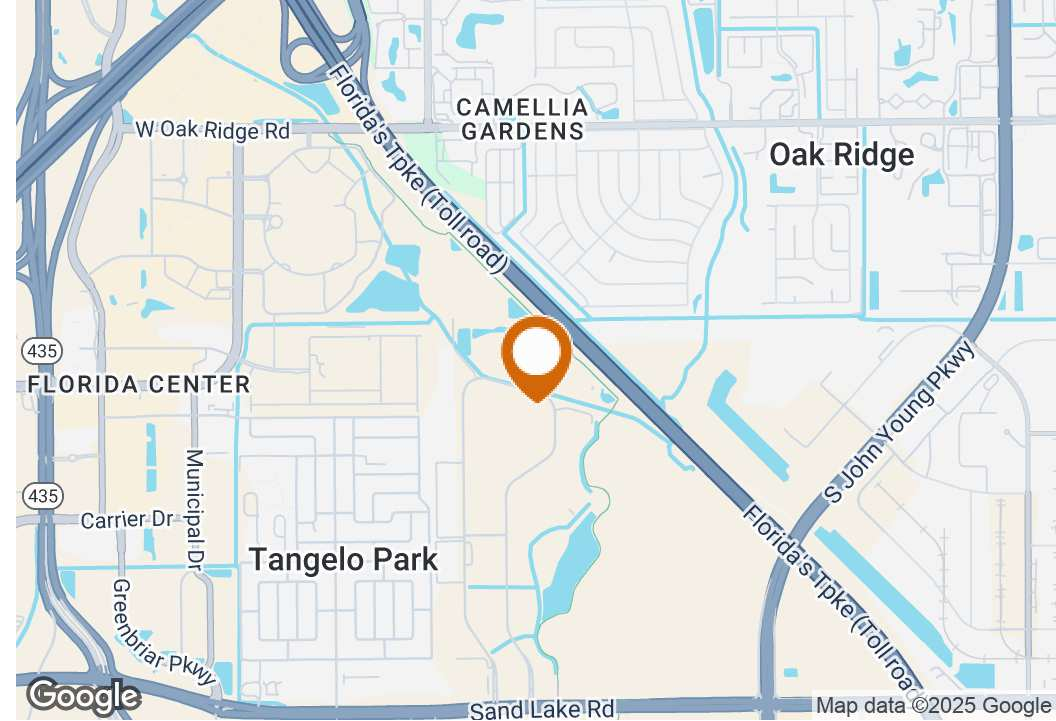 CAMELLIA
GARDENS
W Oak Ridge Rd
Florida's Tpke (Toll road)
Oak Ridge
435
FLORIDA CENTER
S John Young Pkwy
435
Municipal Dr
Carrier Dr
Tangelo Park
Florida's Tpke (Toll road)
Greenbriar Pkwy
Google
Sand Lake Rd
Map data ©2025 Google